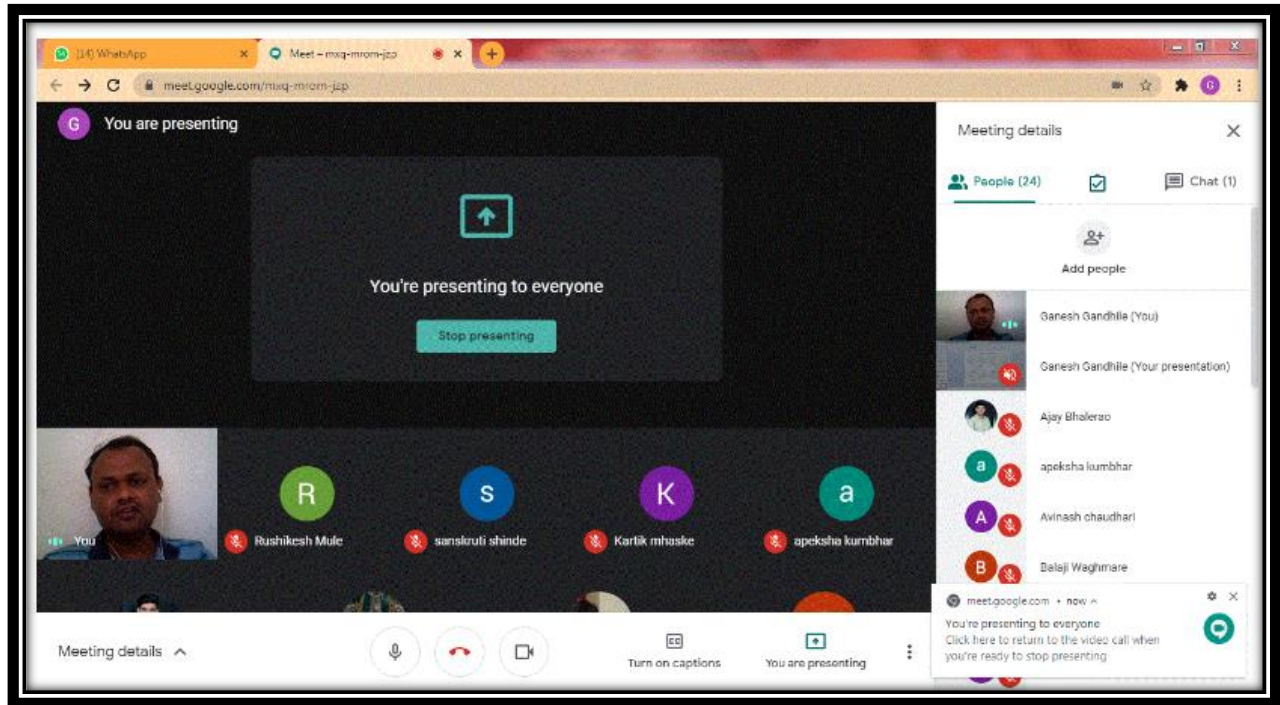 (14) WhatsApp
Meet – mxq-mrom-jzp
meet.google.com/mxq-mrom-jzp
G
G You are presenting
You're presenting to everyone
Stop presenting
You
R
Rushikesh Mule
s
sanskruti shinde
K
Kartik mhaske
a
apeksha kumbhar
Meeting details
Turn on captions
You are presenting
Meeting details
People (24)
Chat (1)
Add people
Ganesh Gandhile (You)
Ganesh Gandhile (Your presentation)
Ajay Bhalerao
a apeksha kumbhar
A Avinash chaudhari
B Balaji Waghmare
meet.google.com • now
You're presenting to everyone
Click here to return to the video call when
you're ready to stop presenting